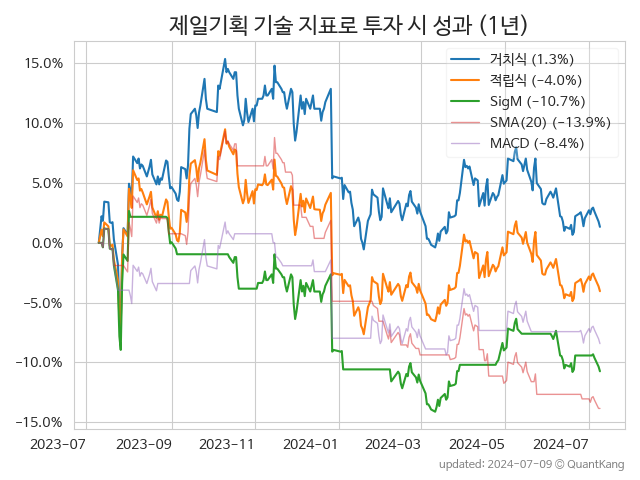 제일기획 기술 지표로 투자 시 성과 (1년)
거치식 (1.3%)
적립식 (−4.0%)
SigM (−10.7%)
SMA(20) (−13.9%)
MACD (−8.4%)
15.0%
10.0%
5.0%
0.0%
−5.0%
−10.0%
−15.0%
2023-07 2023-09 2023-11 2024-01 2024-03 2024-05 2024-07
updated: 2024-07-09 © QuantKang